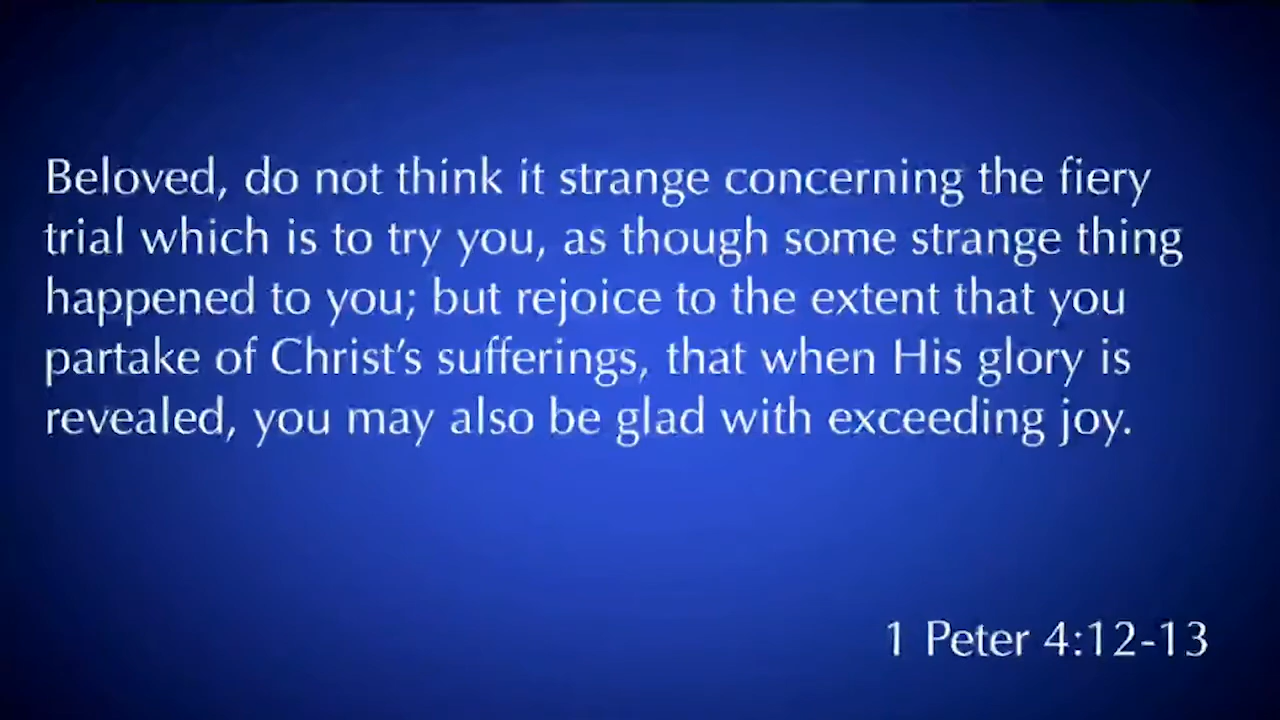 Beloved, do not think it strange concerning the fiery
trial which is to try you, as though some strange thing
happened to you; but rejoice to the extent that you
partake of Christ’s sufferings, that when His glory is
revealed, you may also be glad with exceeding joy.
1 Peter 4:12-13